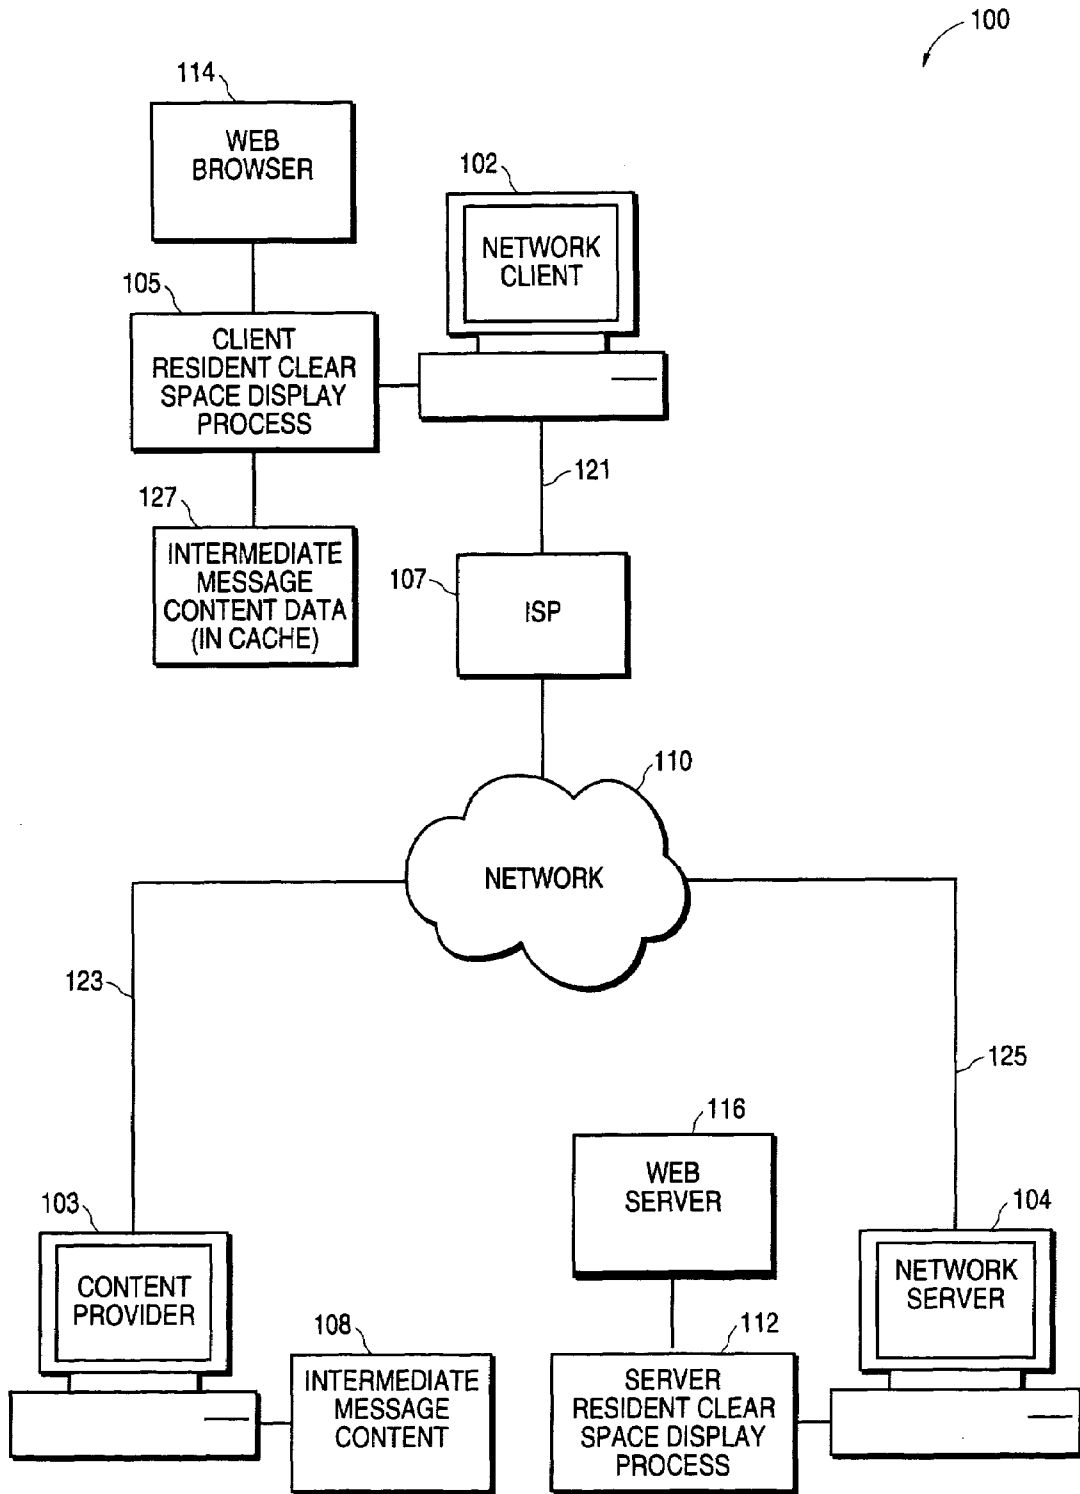 100
114
WEB
BROWSER
102
NETWORK
CLIENT
105
CLIENT
RESIDENT CLEAR
SPACE DISPLAY
PROCESS
121
127
INTERMEDIATE
MESSAGE
CONTENT DATA
(IN CACHE)
107
ISP
110
NETWORK
123
125
116
WEB
SERVER
103
CONTENT
PROVIDER
104
NETWORK
SERVER
108
INTERMEDIATE
MESSAGE
CONTENT
112
SERVER
RESIDENT CLEAR
SPACE DISPLAY
PROCESS